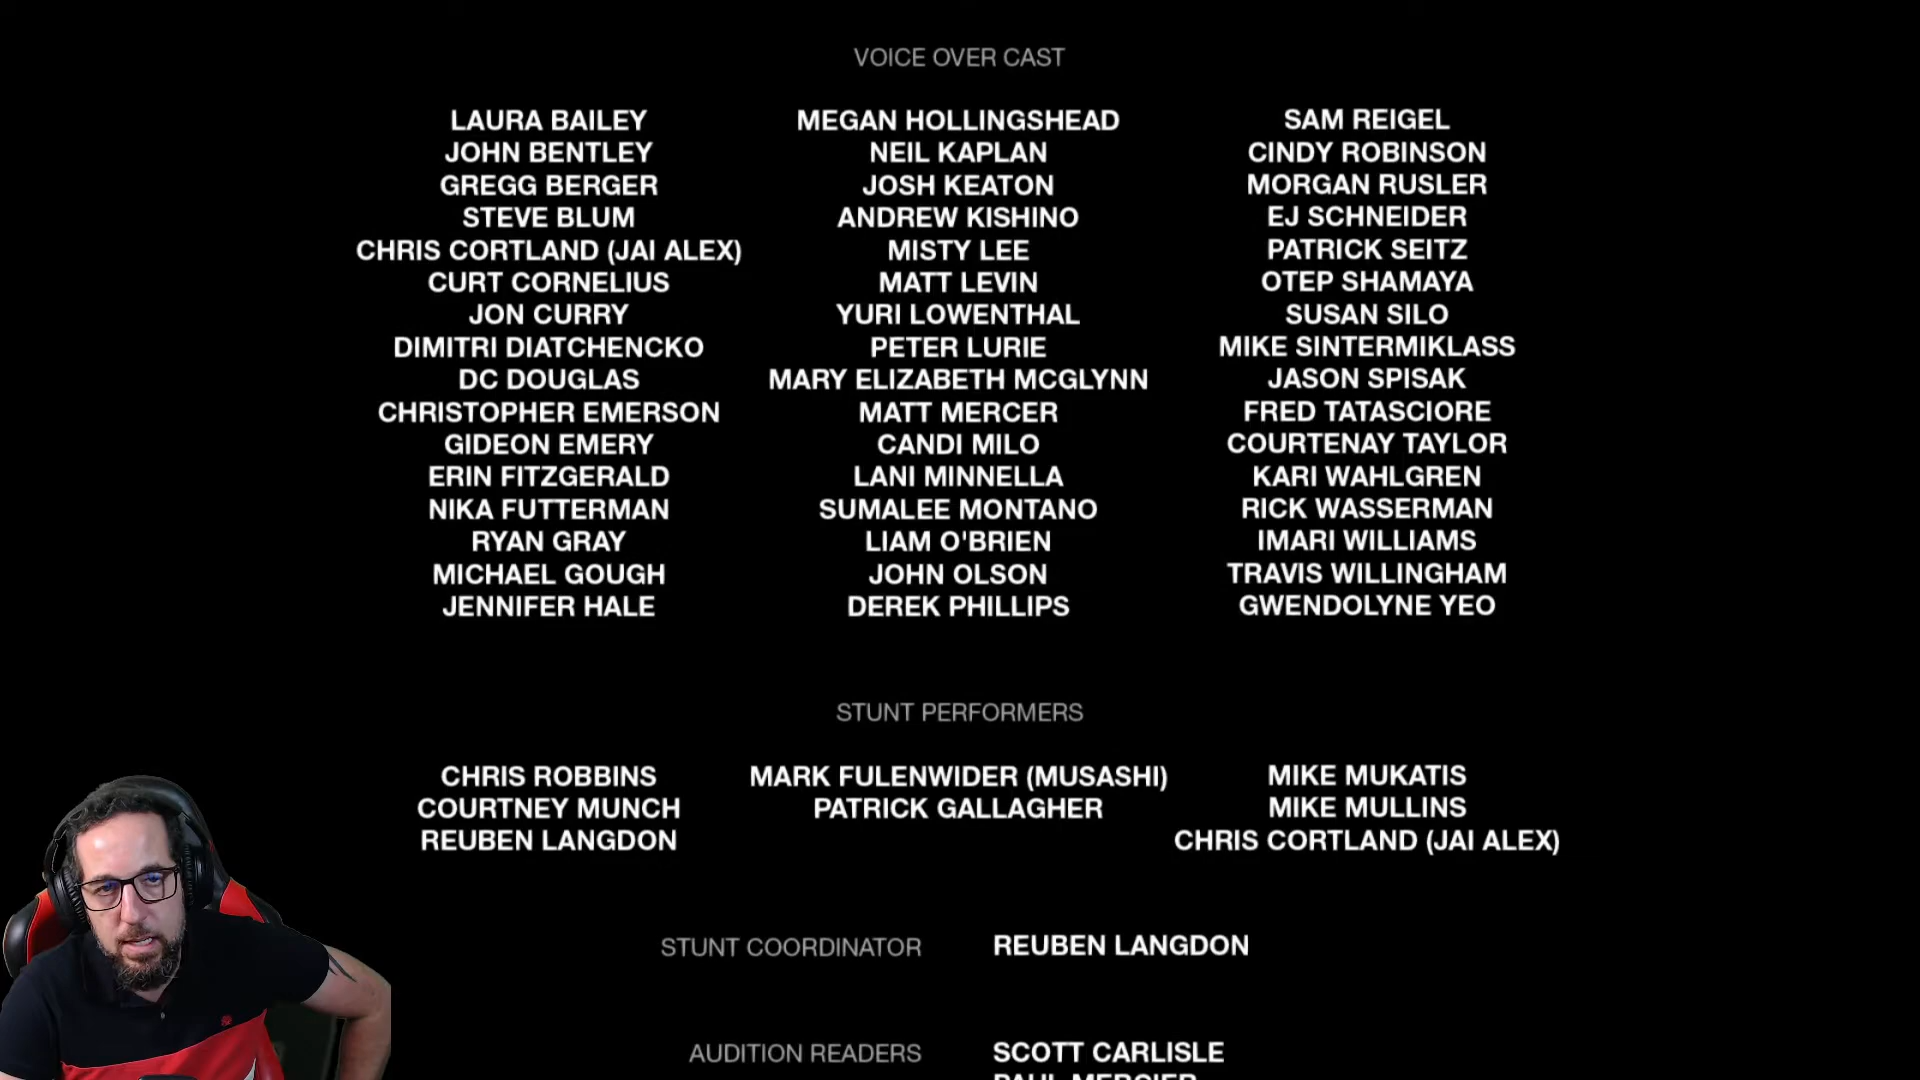 VOICE OVER CAST
LAURA BAILEY
JOHN BENTLEY
GREGG BERGER
STEVE BLUM
CHRIS CORTLAND (JAI ALEX)
CURT CORNELIUS
JON CURRY
DIMITRI DIATCHENCKO
DC DOUGLAS
CHRISTOPHER EMERSON
GIDEON EMERY
ERIN FITZGERALD
NIKA FUTTERMAN
RYAN GRAY
MICHAEL GOUGH
JENNIFER HALE
MEGAN HOLLINGSHEAD
NEIL KAPLAN
JOSH KEATON
ANDREW KISHINO
MISTY LEE
MATT LEVIN
YURI LOWENTHAL
PETER LURIE
MARY ELIZABETH MCGLYNN
MATT MERCER
CANDI MILO
LANI MINNELLA
SUMALEE MONTANO
LIAM O'BRIEN
JOHN OLSON
DEREK PHILLIPS
SAM REIGEL
CINDY ROBINSON
MORGAN RUSLER
EJ SCHNEIDER
PATRICK SEITZ
OTEP SHAMAYA
SUSAN SILO
MIKE SINTERMIKLASS
JASON SPISAK
FRED TATASCIORE
COURTENAY TAYLOR
KARI WAHLGREN
RICK WASSERMAN
IMARI WILLIAMS
TRAVIS WILLINGHAM
GWENDOLYNE YEO
STUNT PERFORMERS
CHRIS ROBBINS
COURTNEY MUNCH
REUBEN LANGDON
MARK FULENWIDER (MUSASHI)
PATRICK GALLAGHER
MIKE MUKATIS
MIKE MULLINS
CHRIS CORTLAND (JAI ALEX)
STUNT COORDINATOR REUBEN LANGDON
AUDITION READERS SCOTT CARLISLE
PAUL MERCIER